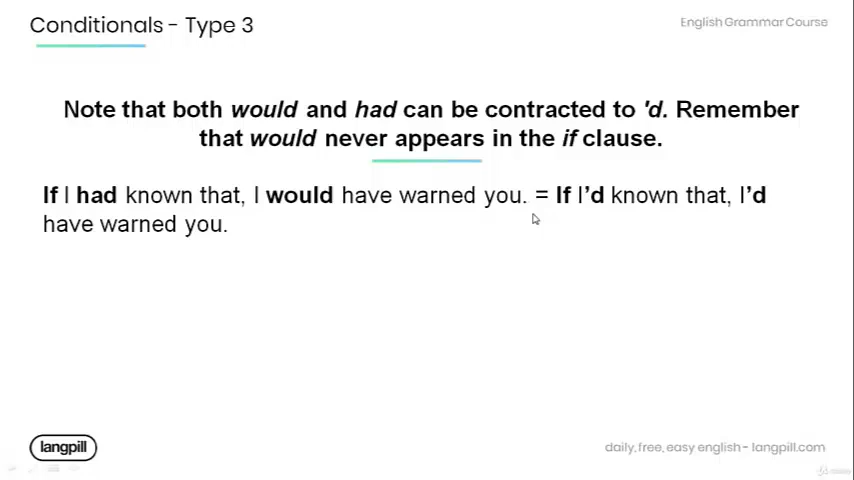 Conditionals - Type 3
English Grammar Course
Note that both would and had can be contracted to 'd. Remember
that would never appears in the if clause.
If I had known that, I would have warned you. = If I’d known that, I’d
have warned you.
langpill
daily, free, easy english - langpill.com